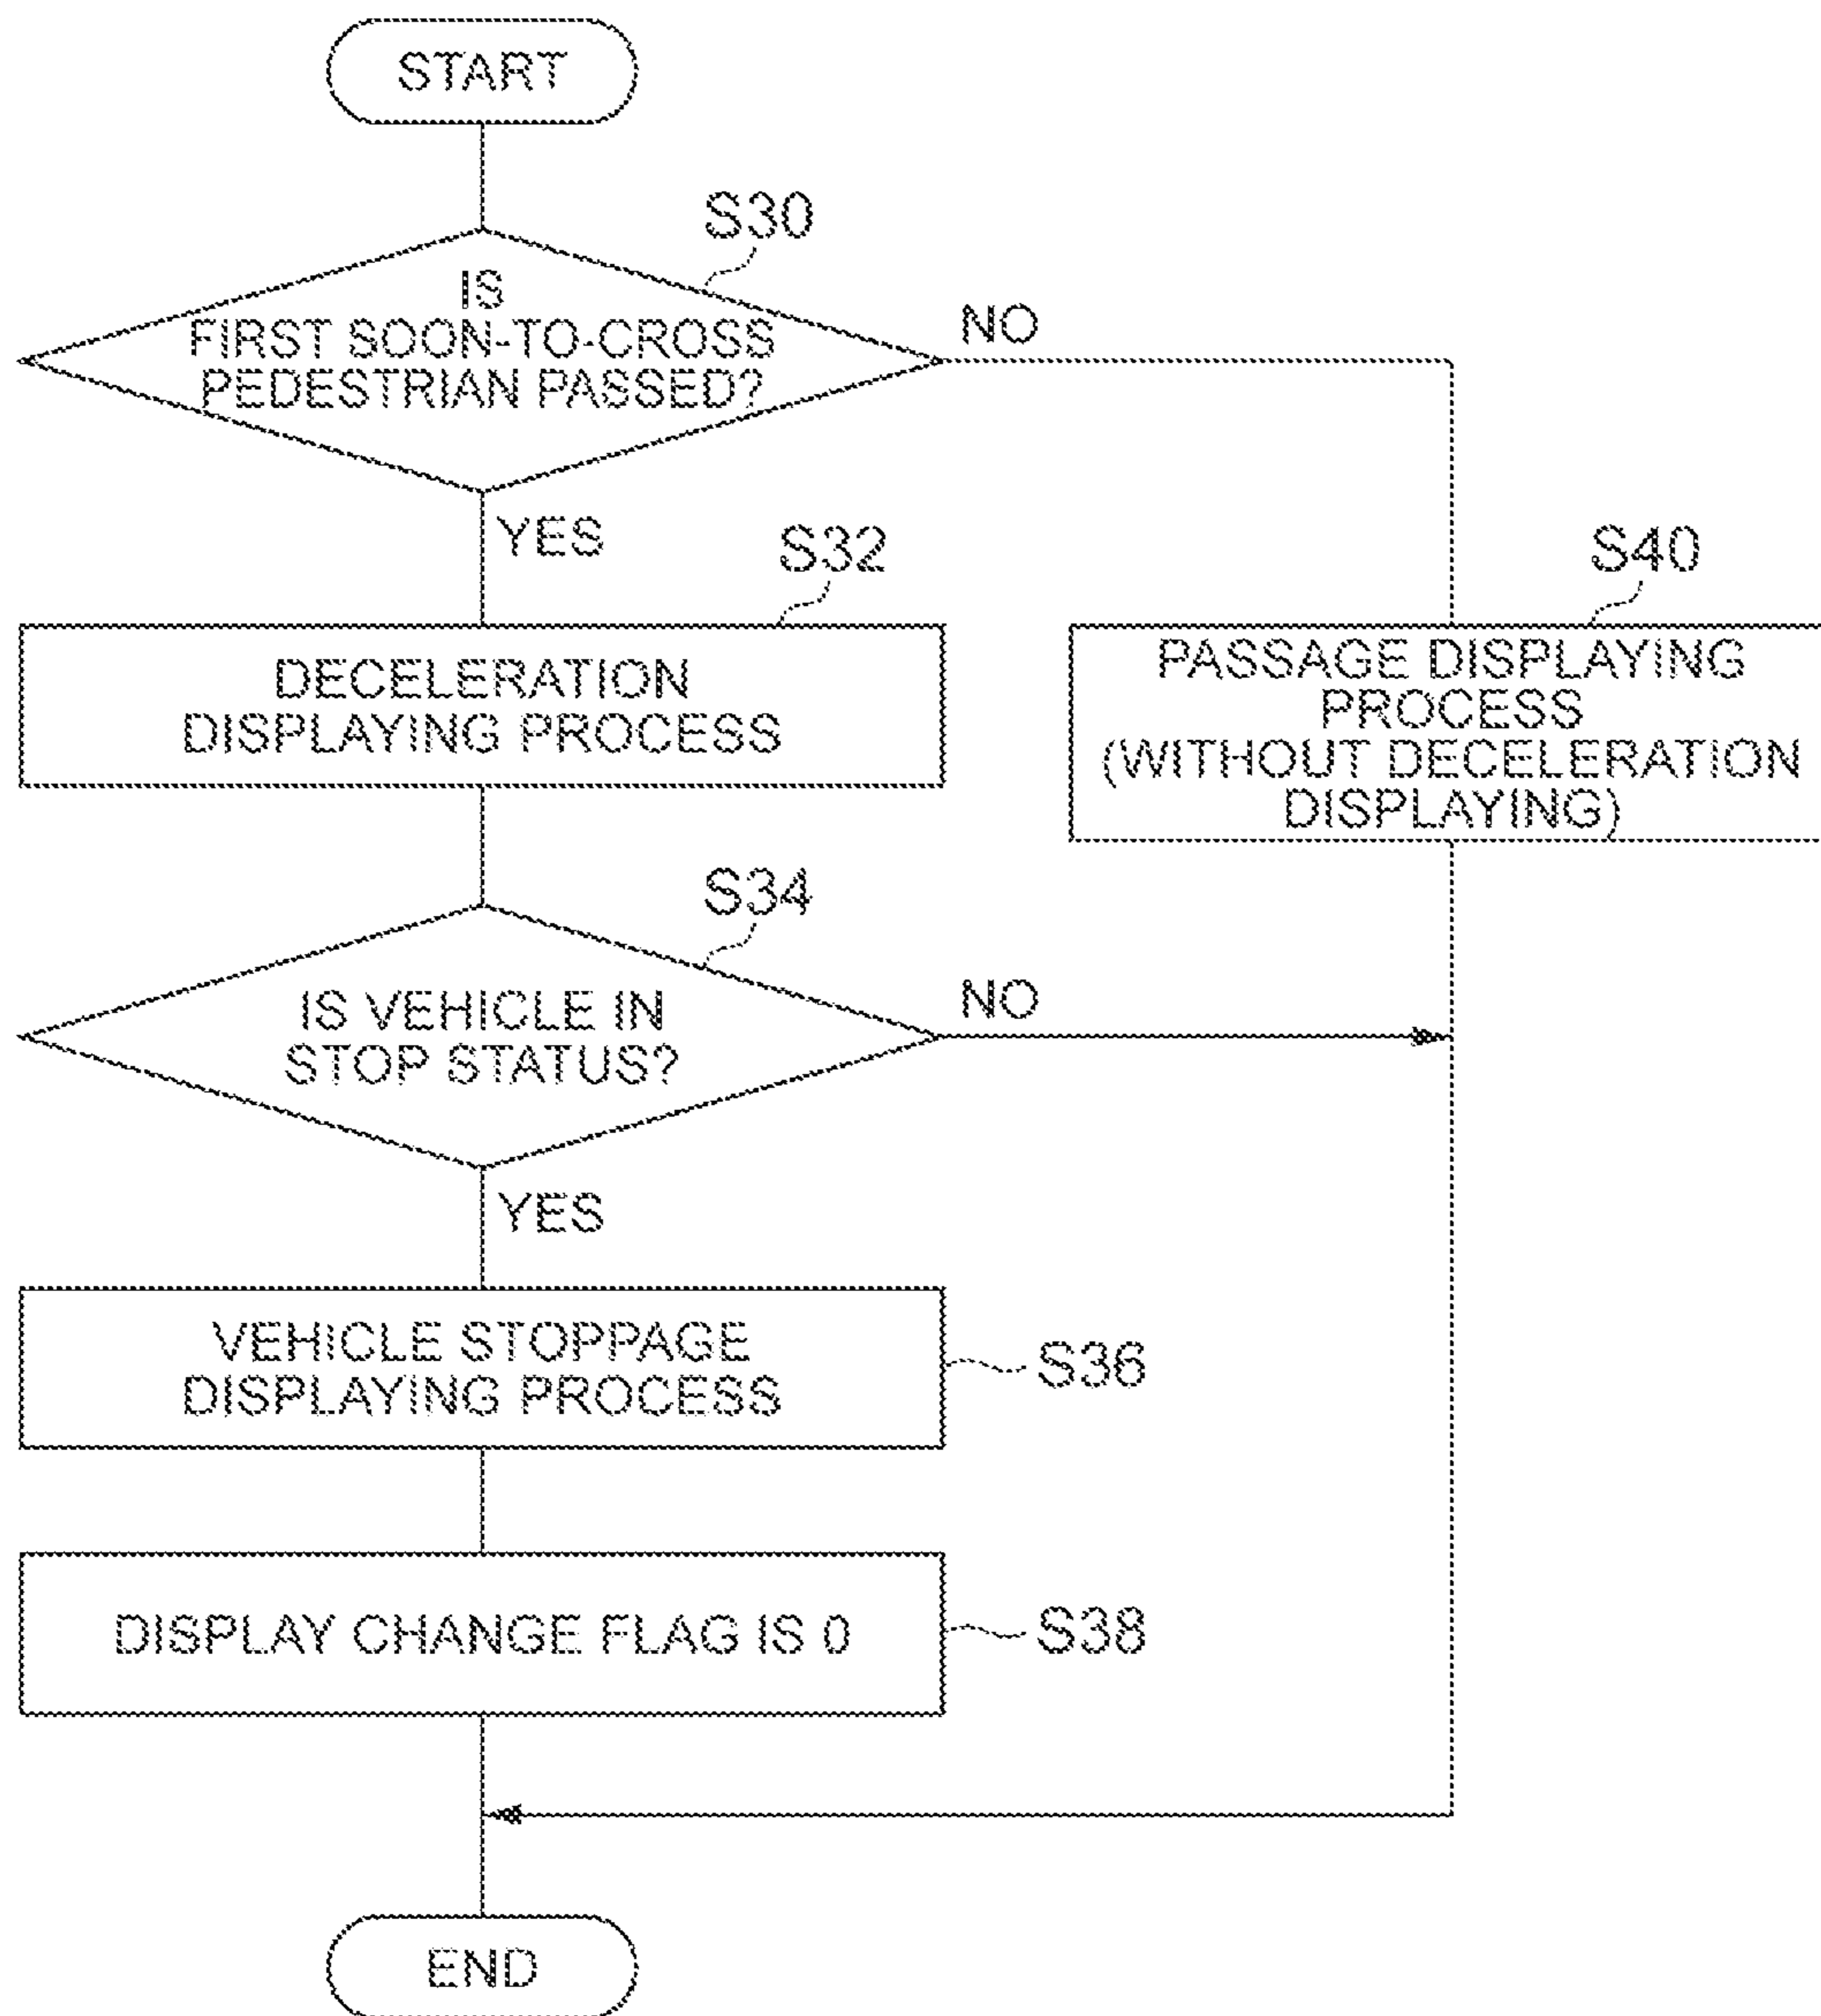 START
S30
IS
FIRST SOON-TO-CROSS
PEDESTRIAN PASSED?
NO
YES
S32
DECELERATION
DISPLAYING PROCESS
S40
PASSAGE DISPLAYING
PROCESS
(WITHOUT DECELERATION
DISPLAYING)
S34
IS VEHICLE IN
STOP STATUS?
NO
YES
VEHICLE STOPPAGE
DISPLAYING PROCESS
S36
DISPLAY CHANGE FLAG IS 0
S38
END